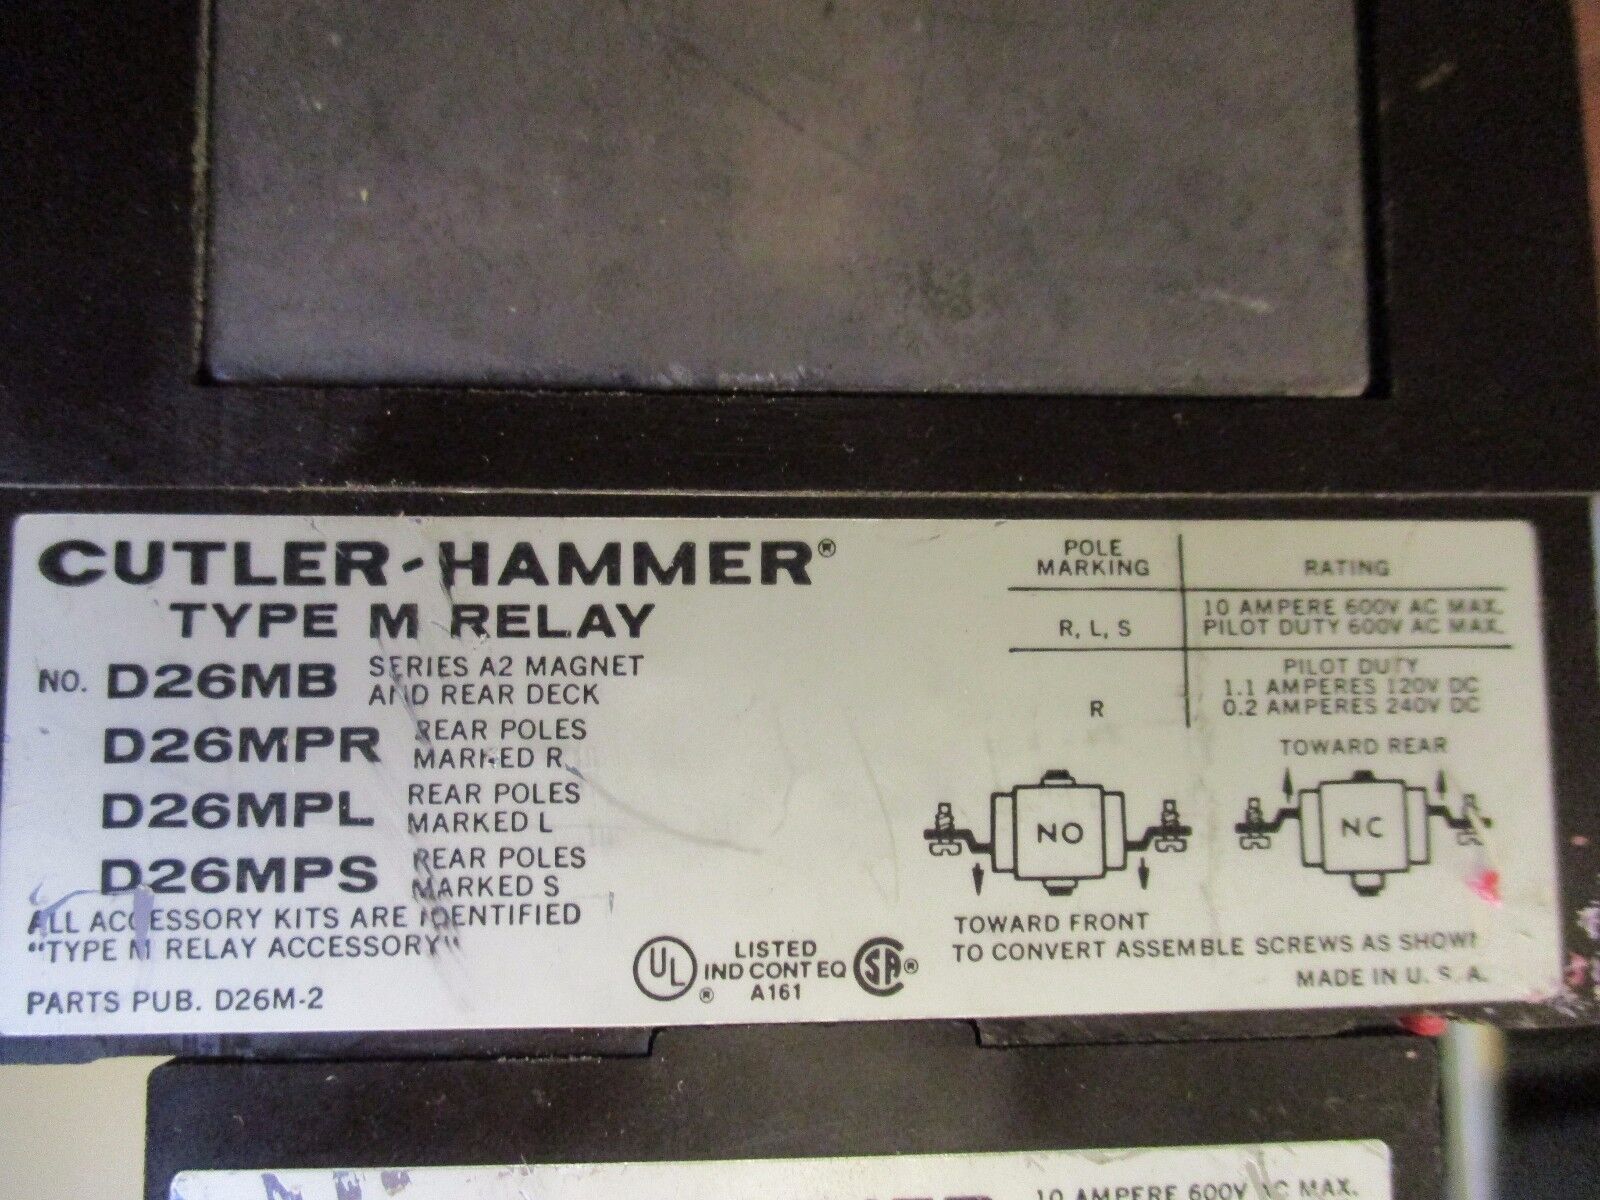 CUTLER-HAMMER®
TYPE M RELAY
NO. D26MB SERIES A2 MAGNET
AND REAR DECK
D26MPR REAR POLES
MARKED R
D26MPL REAR POLES
MARKED L
D26MPS REAR POLES
MARKED S
ALL ACCESSORY KITS ARE IDENTIFIED
"TYPE M RELAY ACCESSORY"
PARTS PUB. D26M-2
UL ®
LISTED
IND CONT EQ
A161
SA ®
POLE
MARKING
RATING
R, L, S
10 AMPERE 600V AC MAX.
PILOT DUTY 600V AC MAX.
R
PILOT DUTY
1.1 AMPERES 120V DC
0.2 AMPERES 240V DC
TOWARD REAR
NO
NC
TOWARD FRONT
TO CONVERT ASSEMBLE SCREWS AS SHOWN
MADE IN U. S. A.
10 AMPERE 600V AC MAX.